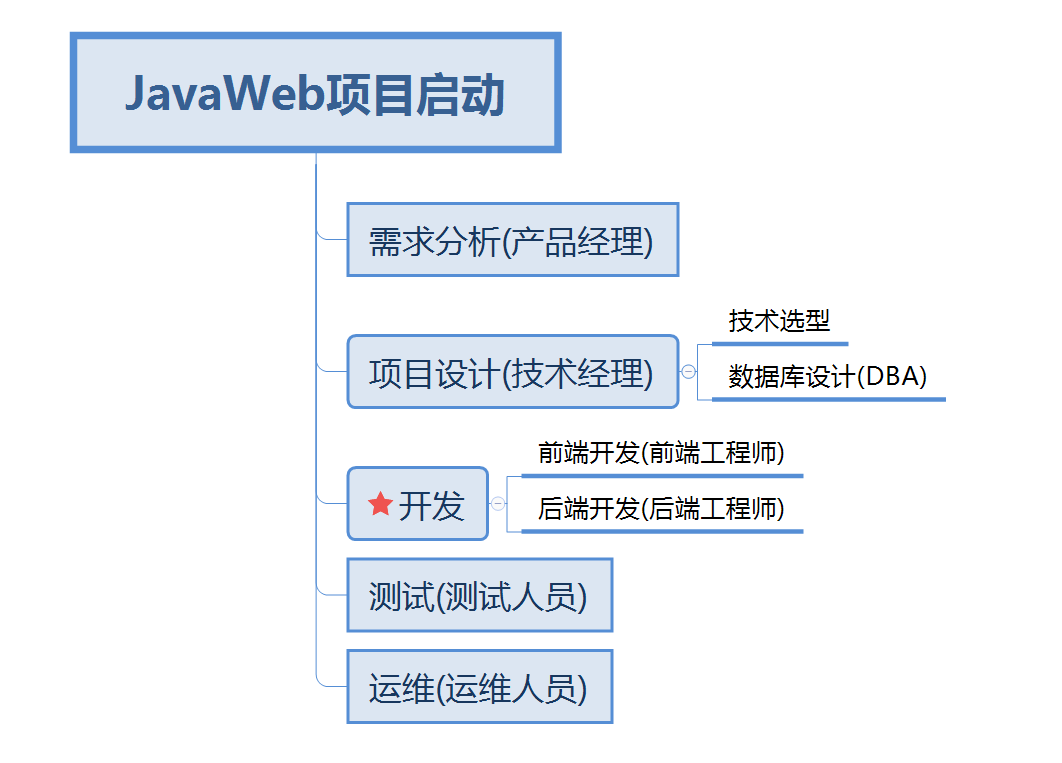 JavaWeb项目启动
需求分析(产品经理)
项目设计(技术经理)
技术选型
数据库设计(DBA)
开发
前端开发(前端工程师)
后端开发(后端工程师)
测试(测试人员)
运维(运维人员)